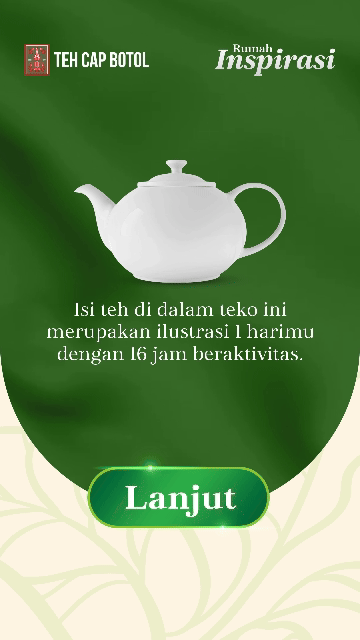 TEH CAP BOTOL
Rumah
Inspirasi
Isi teh di dalam teko ini
merupakan ilustrasi 1 harimu
dengan 16 jam beraktivitas.
Lanjut